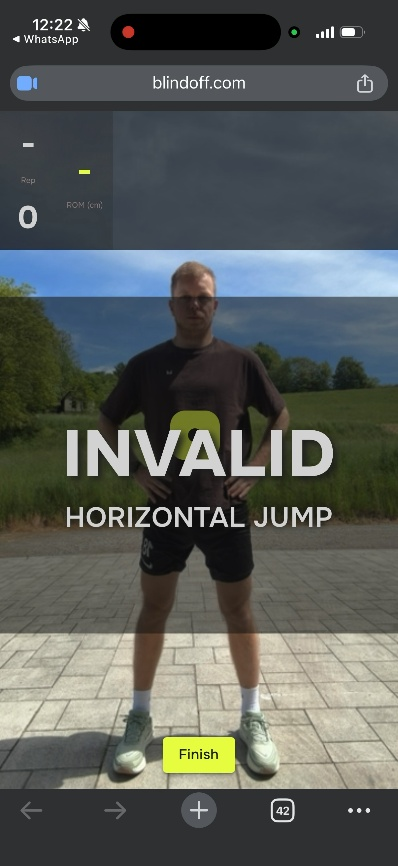 12:22
WhatsApp
blindoff.com
-
Rep
-
0
ROM (cm)
INVALID
HORIZONTAL JUMP
Finish
42